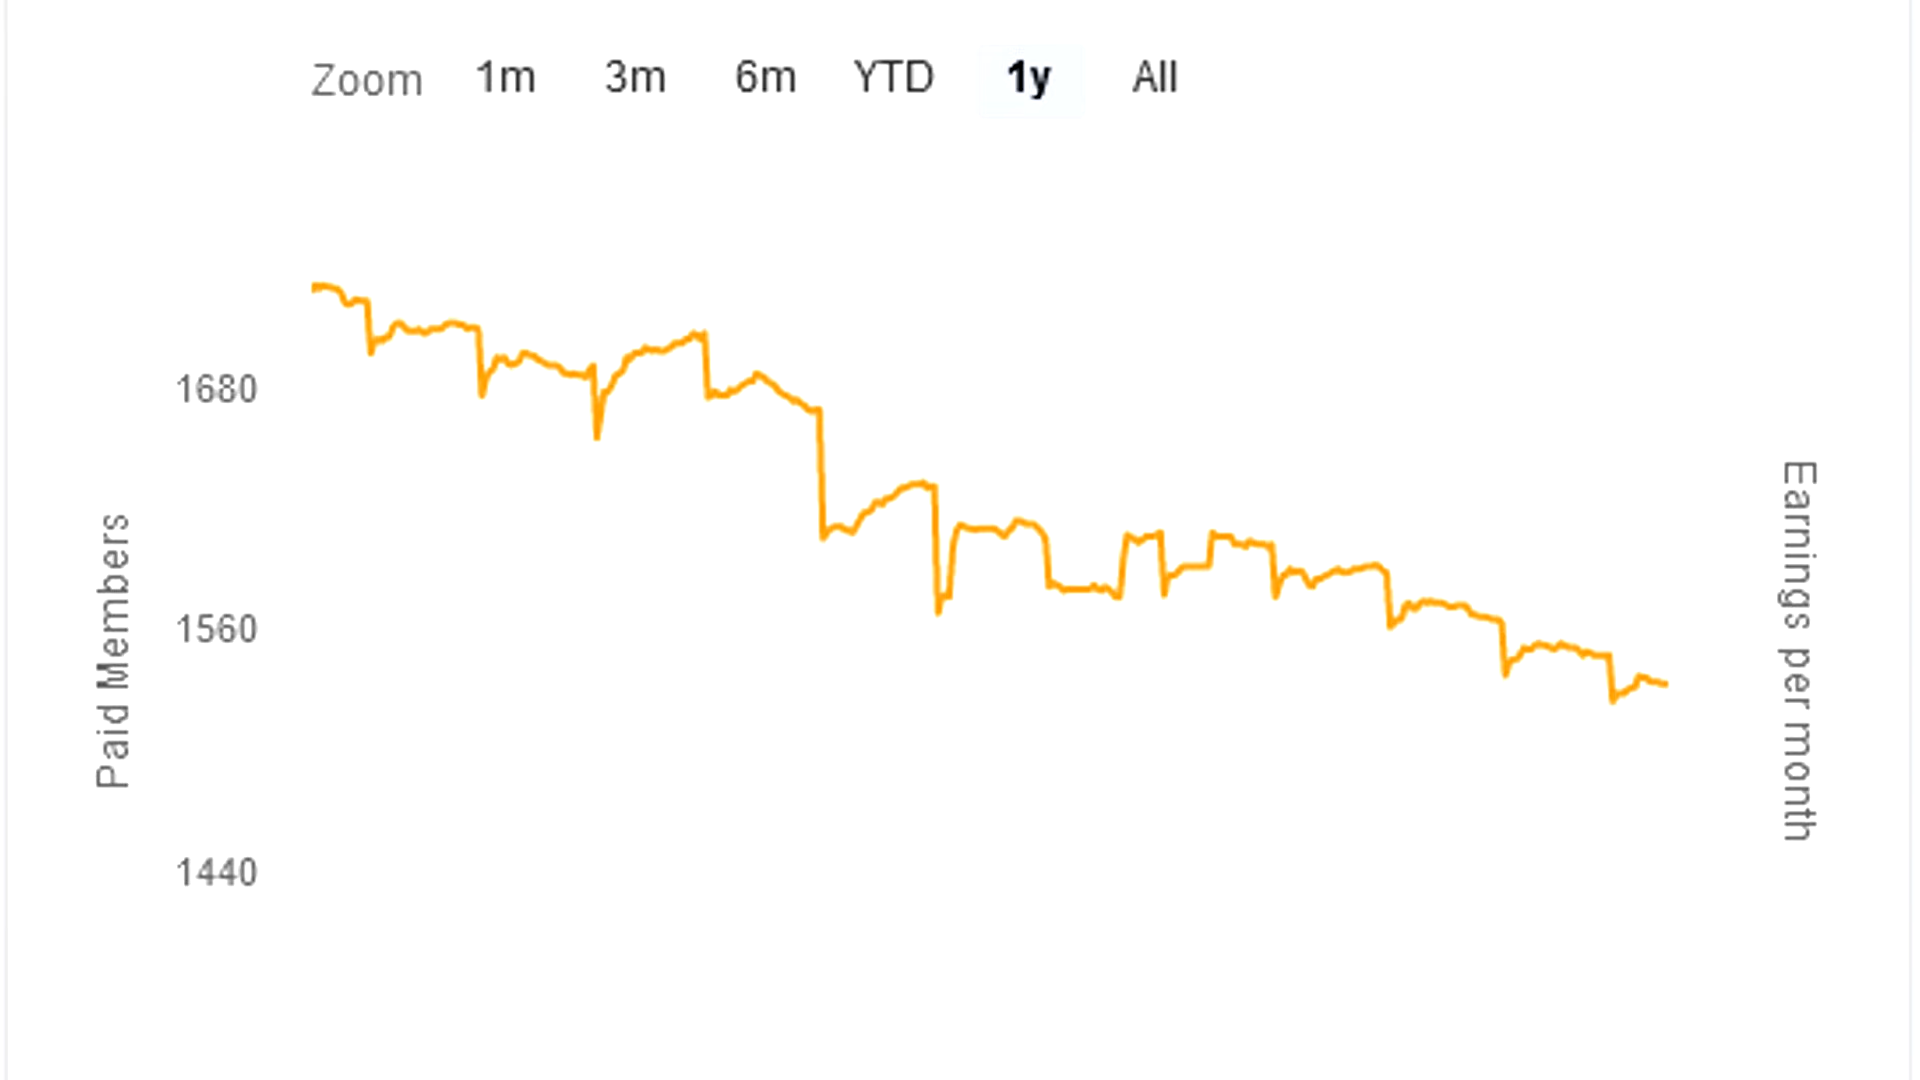 Zoom 1m 3m 6m YTD 1y All
1680
1560
1440
Paid Members
Earnings per month